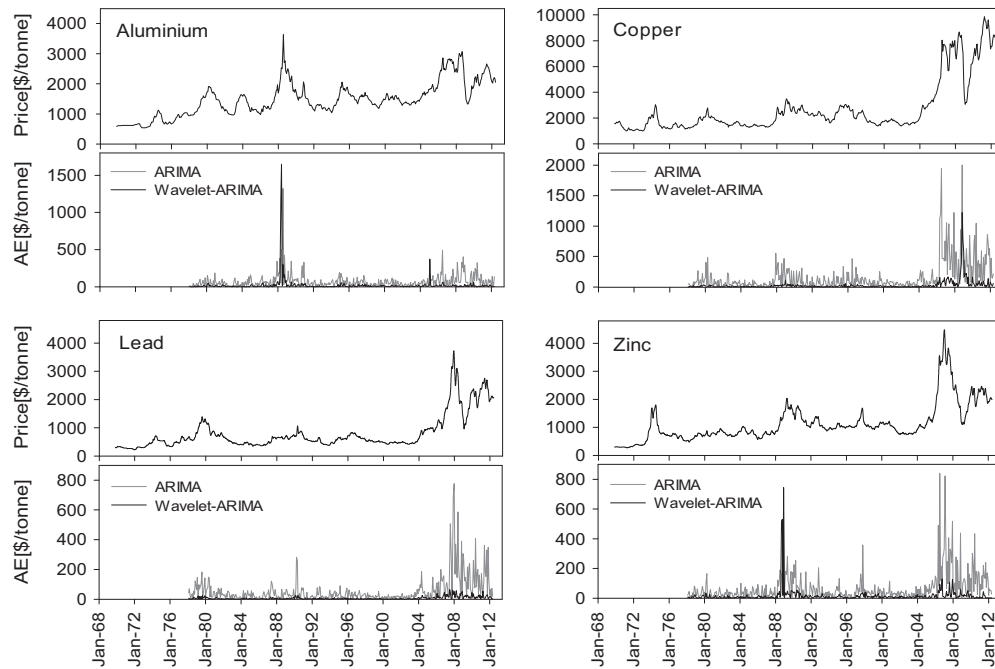 Aluminium
Price[$/tonne]
4000
3000
2000
1000
0
Copper
10000
8000
6000
4000
2000
0
AE[$/tonne]
1500
1000
500
0
ARIMA
Wavelet-ARIMA
2000
1500
1000
500
0
ARIMA
Wavelet-ARIMA
Lead
Price[$/tonne]
4000
3000
2000
1000
0
Zinc
4000
3000
2000
1000
0
AE[$/tonne]
800
600
400
200
0
ARIMA
Wavelet-ARIMA
800
600
400
200
0
ARIMA
Wavelet-ARIMA
Jan-68
Jan-72
Jan-76
Jan-80
Jan-84
Jan-88
Jan-92
Jan-96
Jan-00
Jan-04
Jan-08
Jan-12
Jan-68
Jan-72
Jan-76
Jan-80
Jan-84
Jan-88
Jan-92
Jan-96
Jan-00
Jan-04
Jan-08
Jan-12